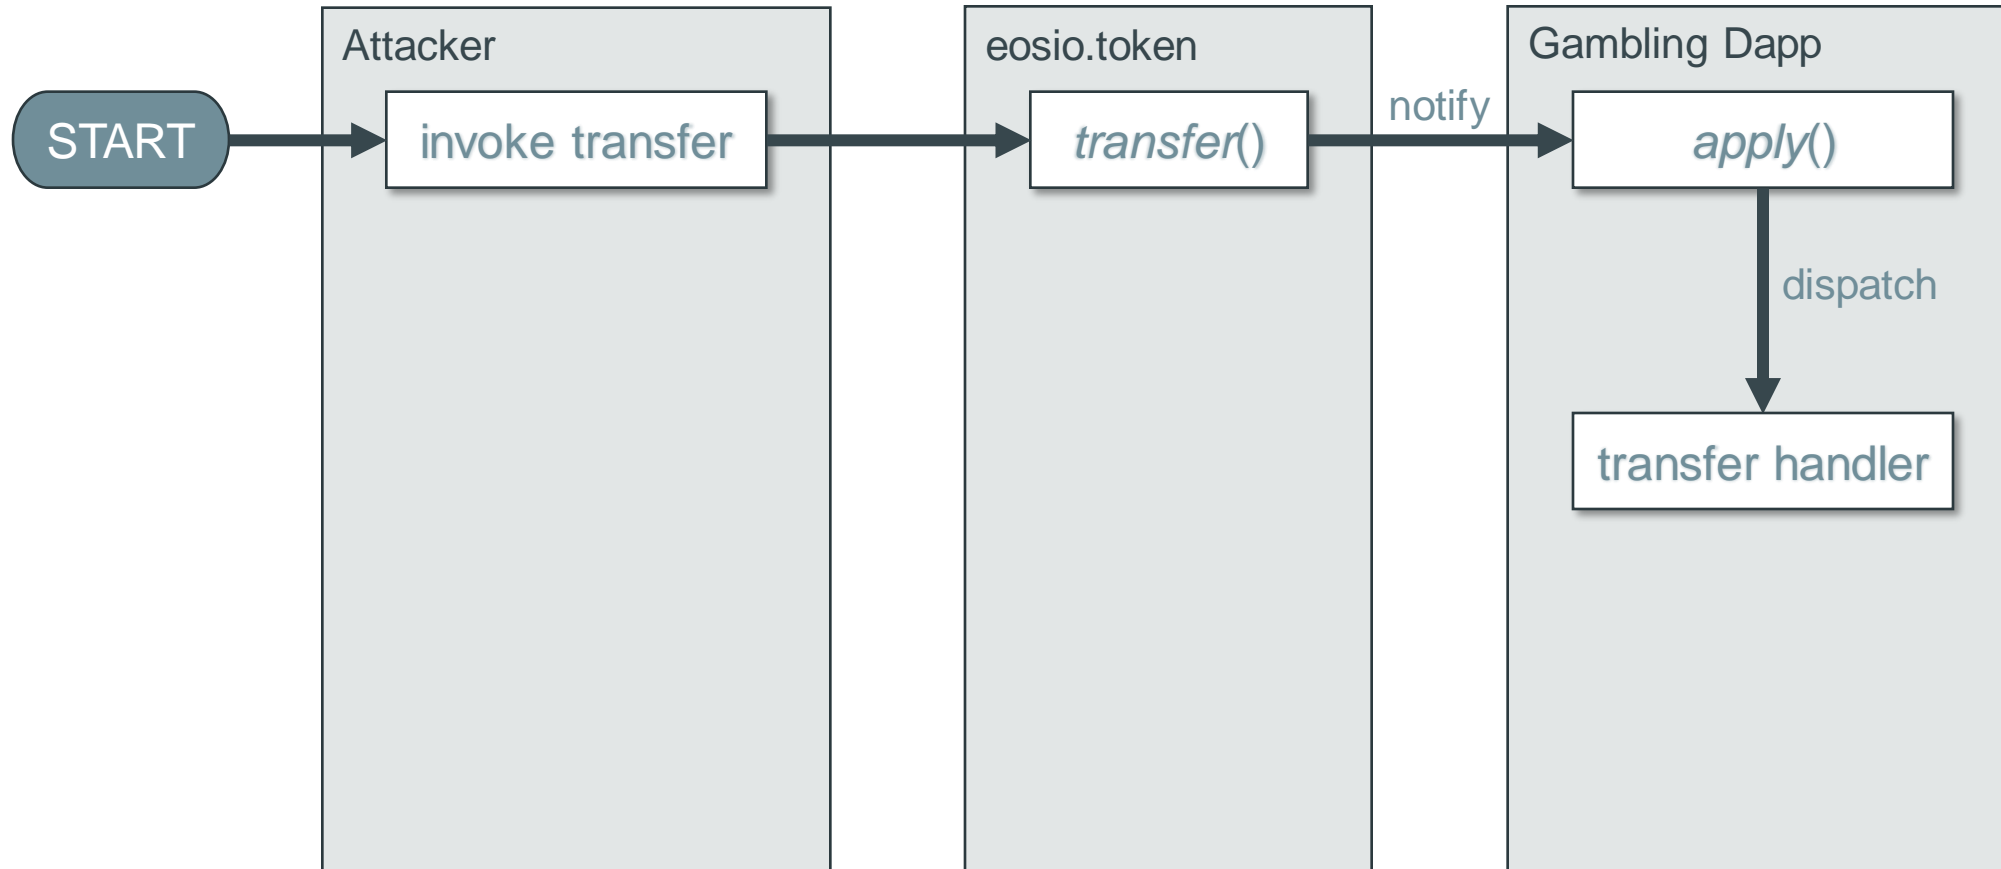 Attacker
eosio.token
Gambling Dapp
START
invoke transfer
transfer()
notify
apply()
dispatch
transfer handler